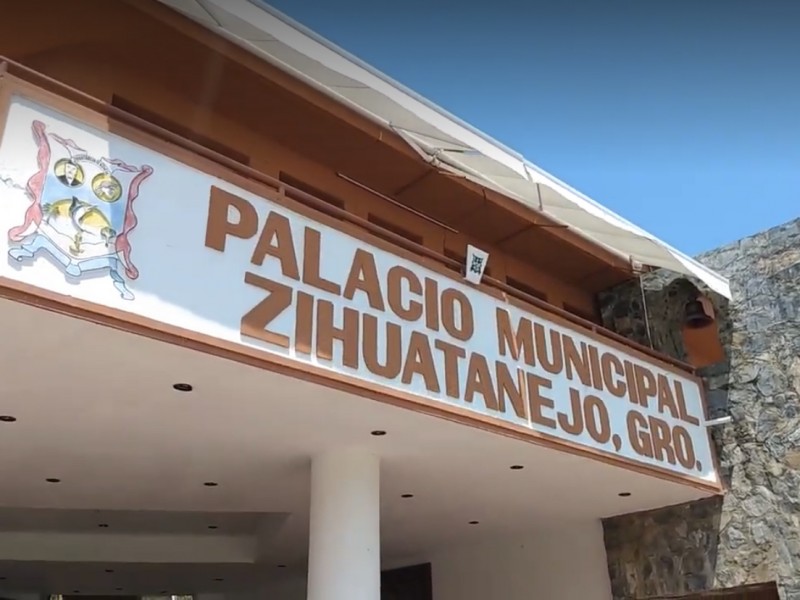 PALACIO MUNICIPAL
ZIHUATANEJO, GRO.